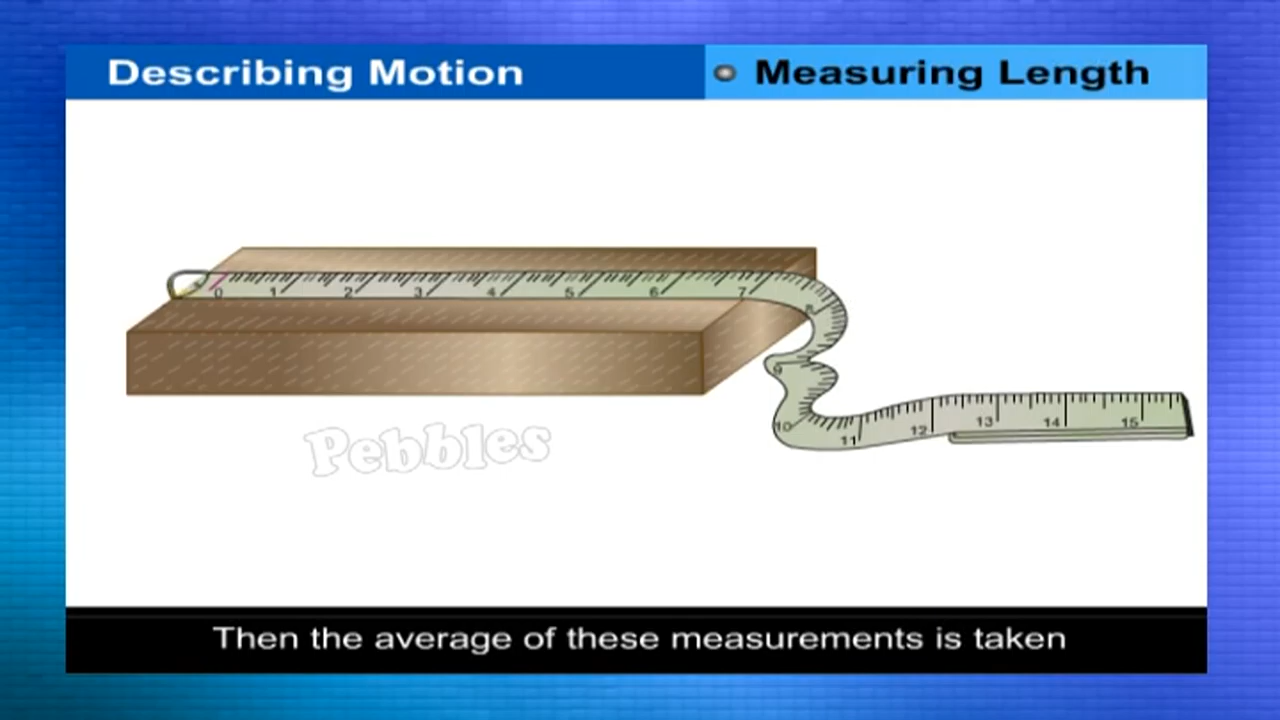 Describing Motion
Measuring Length
0 1 2 3 4 5 6 7 8 9 10 11 12 13 14 15
Pebbles
Then the average of these measurements is taken